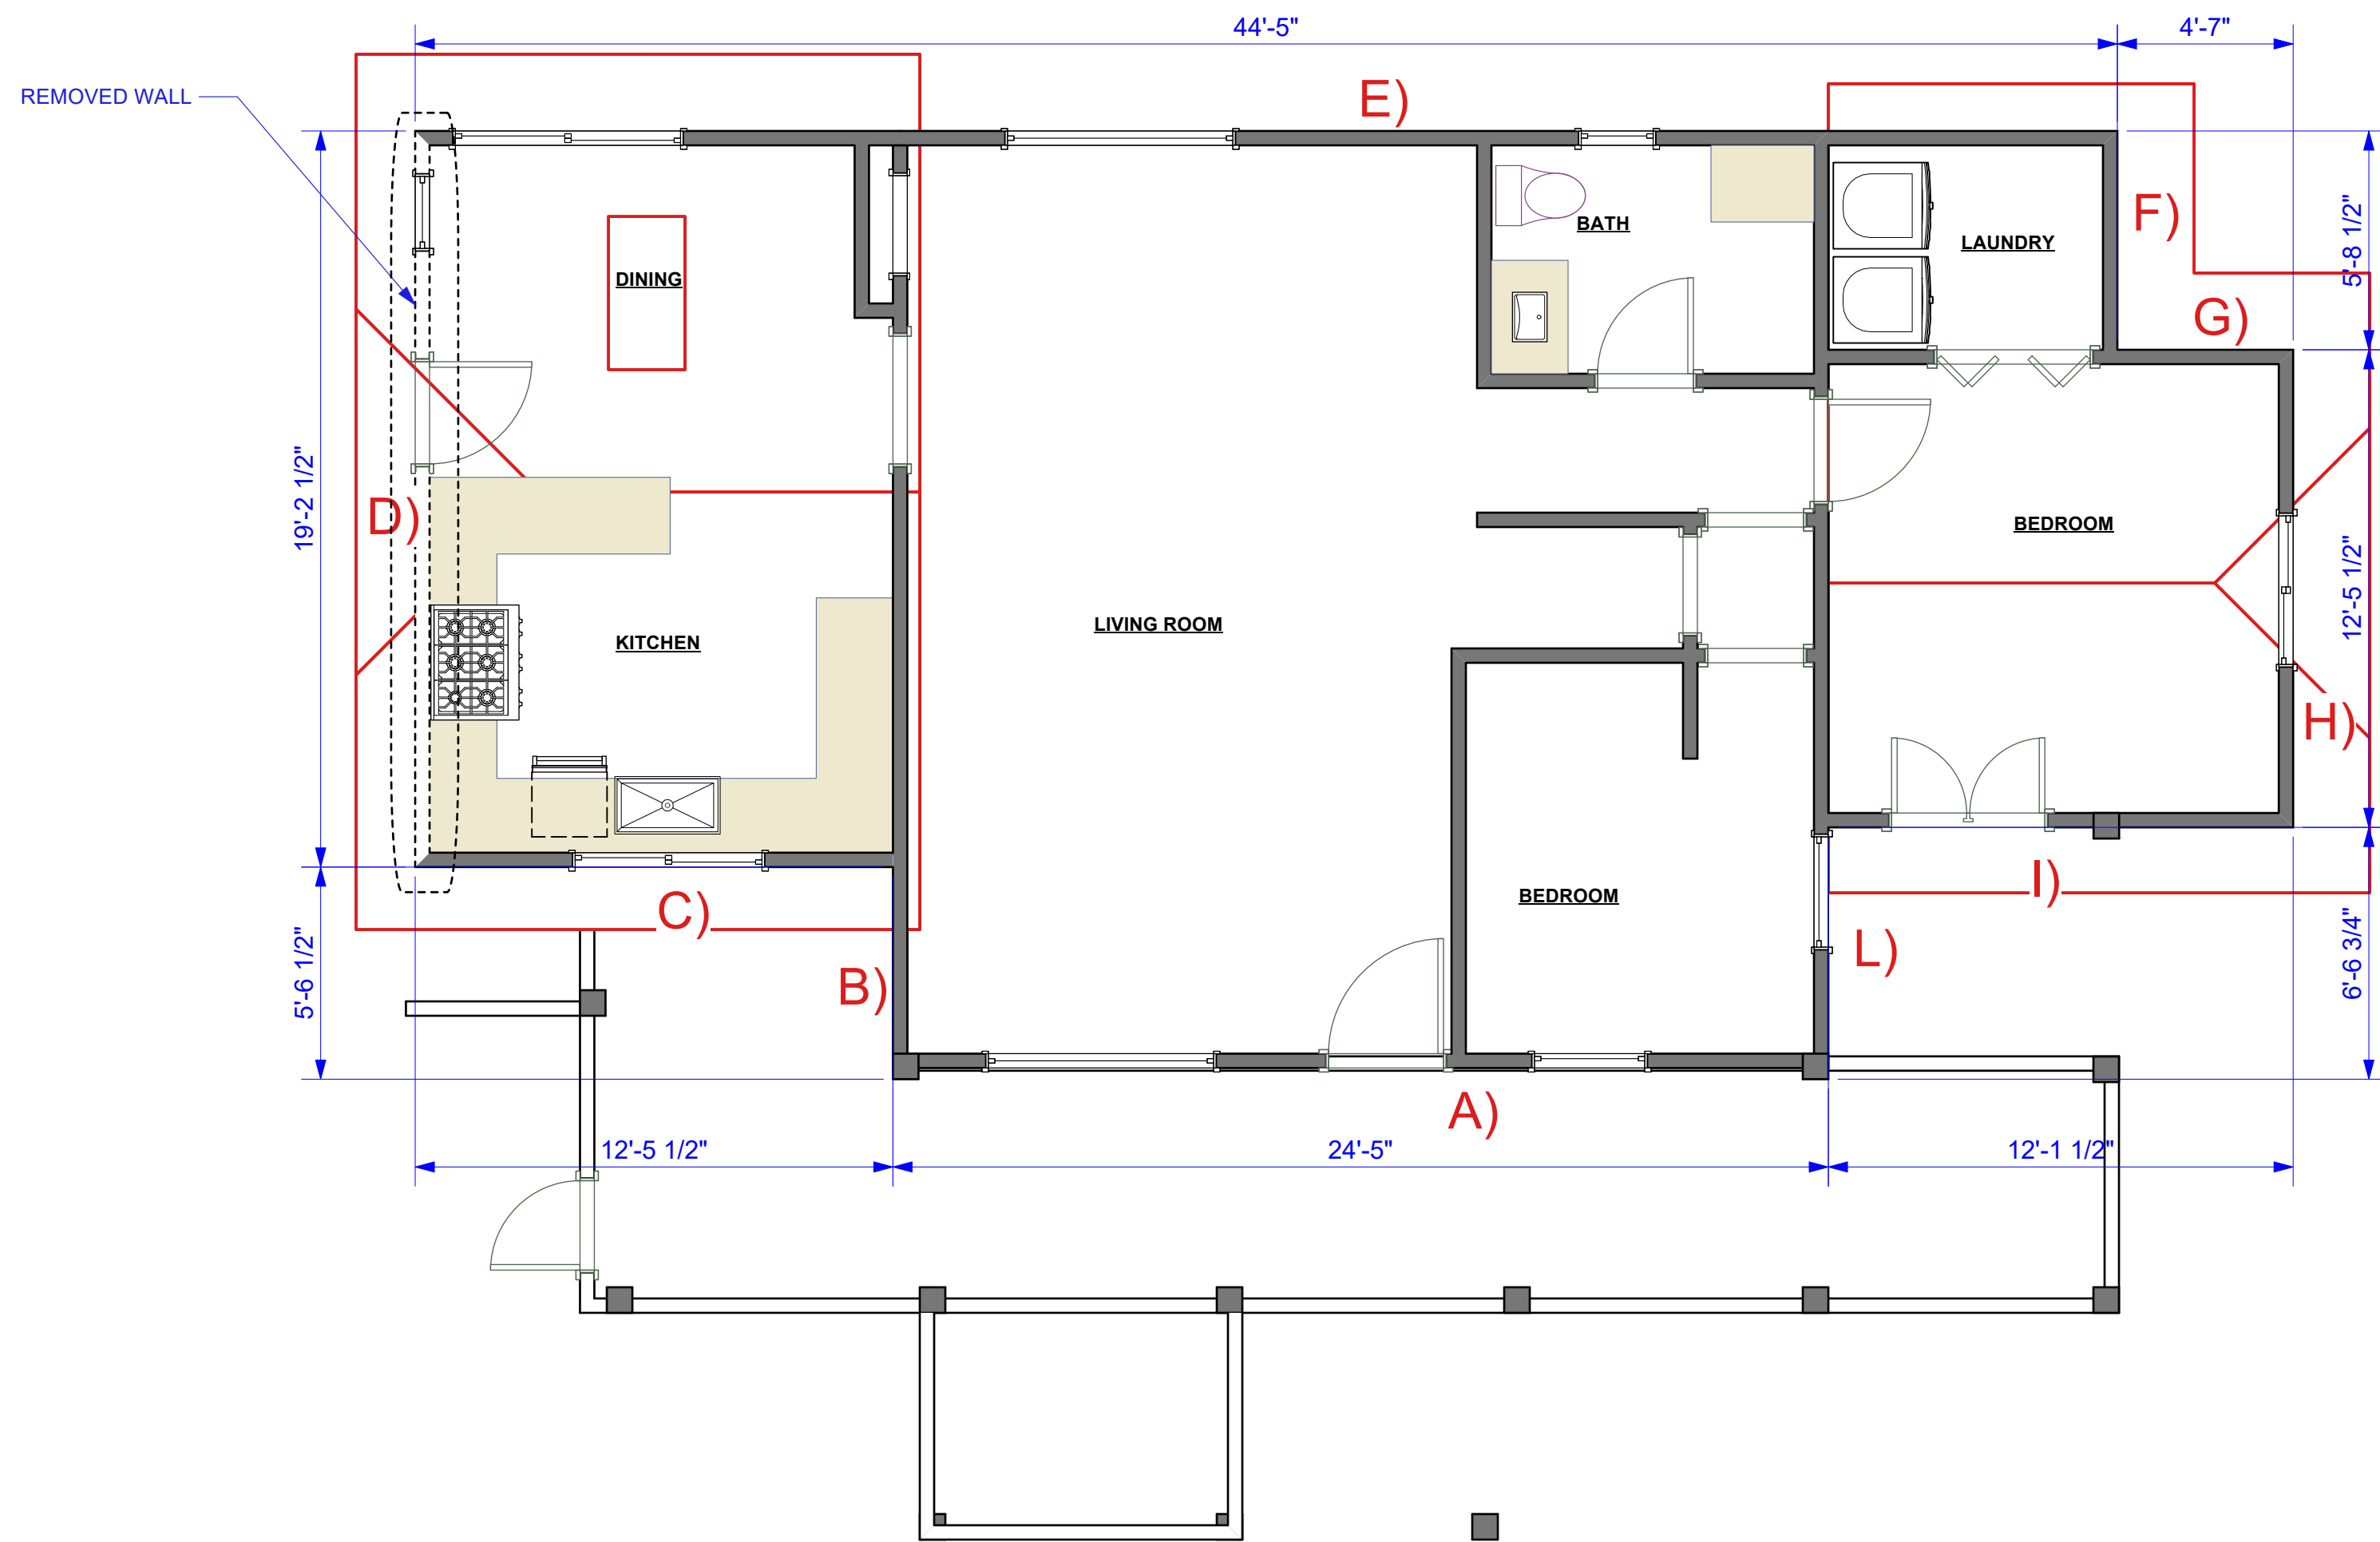 44'-5"
4'-7"
REMOVED WALL
E)
F)
5'-8 1/2"
BATH
LAUNDRY
DINING
G)
D)
19'-2 1/2"
BEDROOM
12'-5 1/2"
LIVING ROOM
KITCHEN
H)
I)
BEDROOM
C)
L)
6'-6 3/4"
B)
5'-6 1/2"
A)
12'-5 1/2"
24'-5"
12'-1 1/2"